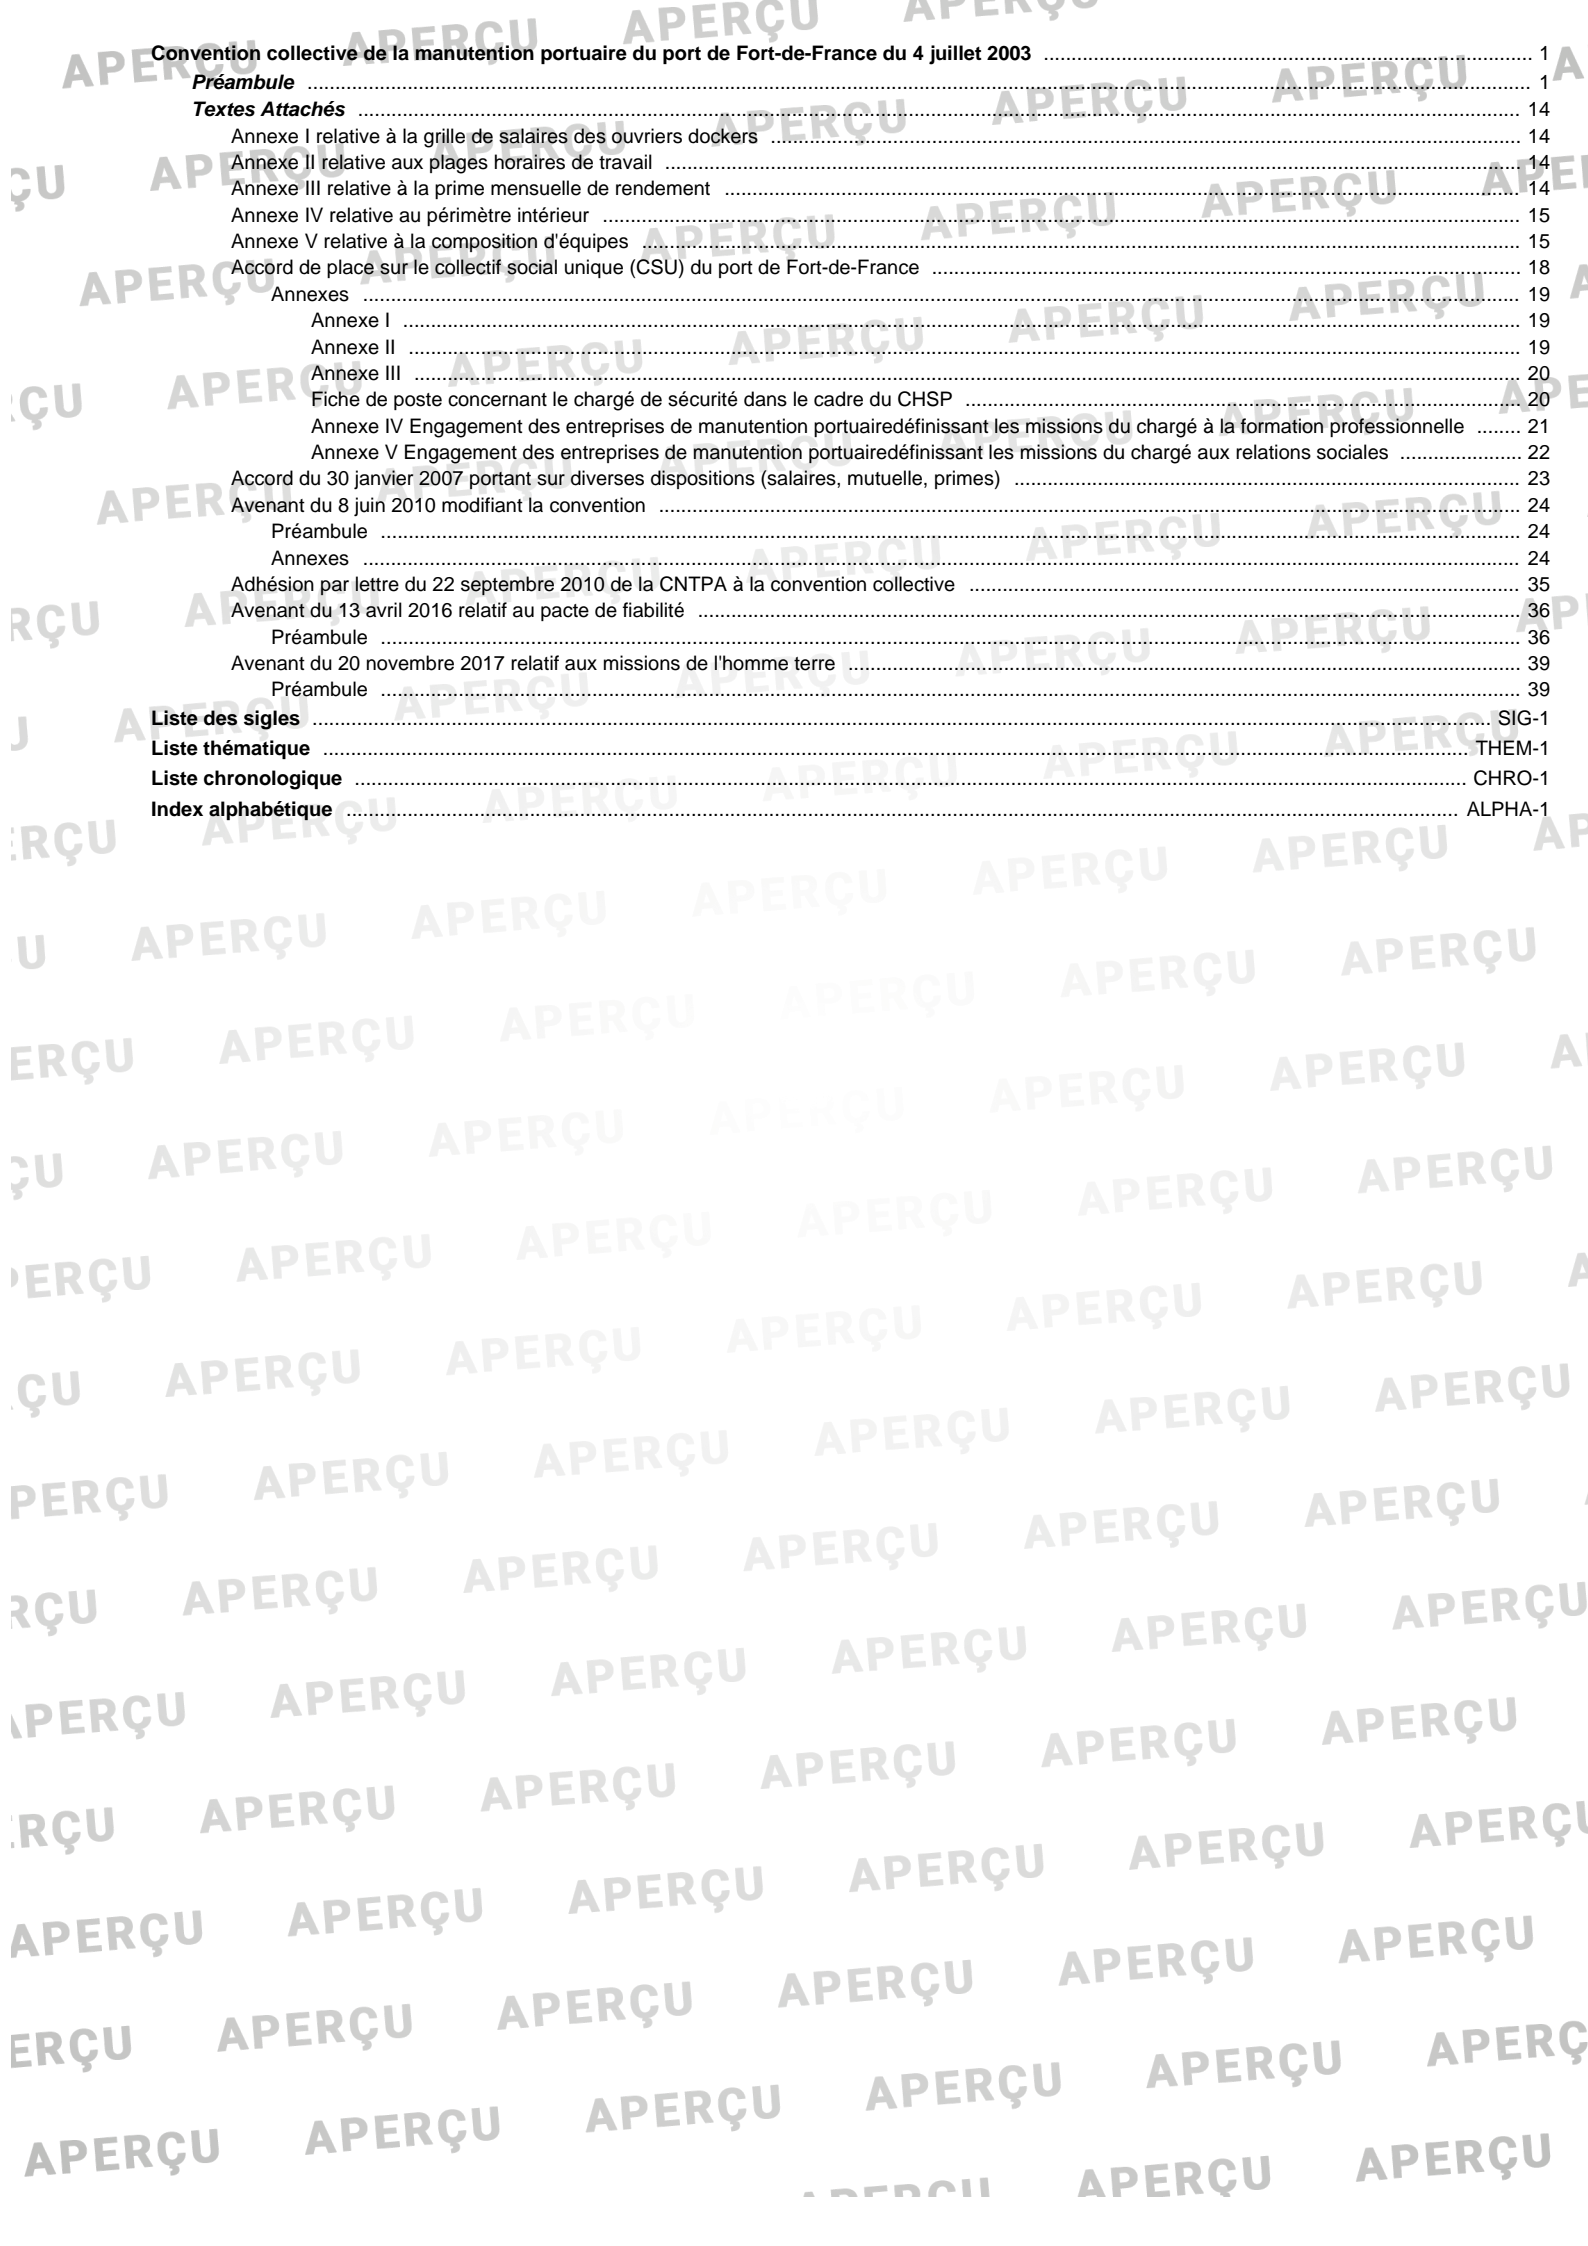 Convention collective de la manutention portuaire du port de Fort-de-France du 4 juillet 2003 ........ 1
Préambule ........ 1
Textes Attachés ........ 14
Annexe I relative à la grille de salaires des ouvriers dockers ........ 14
Annexe II relative aux plages horaires de travail ........ 14
Annexe III relative à la prime mensuelle de rendement ........ 14
Annexe IV relative au périmètre intérieur ........ 15
Annexe V relative à la composition d'équipes ........ 15
Accord de place sur le collectif social unique (CSU) du port de Fort-de-France ........ 18
Annexes ........ 19
Annexe I ........ 19
Annexe II ........ 19
Annexe III ........ 20
Fiche de poste concernant le chargé de sécurité dans le cadre du CHSP ........ 20
Annexe IV Engagement des entreprises de manutention portuairedéfinissant les missions du chargé à la formation professionnelle ........ 21
Annexe V Engagement des entreprises de manutention portuairedéfinissant les missions du chargé aux relations sociales ........ 22
Accord du 30 janvier 2007 portant sur diverses dispositions (salaires, mutuelle, primes) ........ 23
Avenant du 8 juin 2010 modifiant la convention ........ 24
Préambule ........ 24
Annexes ........ 24
Adhésion par lettre du 22 septembre 2010 de la CNTPA à la convention collective ........ 35
Avenant du 13 avril 2016 relatif au pacte de fiabilité ........ 36
Préambule ........ 36
Avenant du 20 novembre 2017 relatif aux missions de l'homme terre ........ 39
Préambule ........ 39
Liste des sigles ........ SIG-1
Liste thématique ........ THEM-1
Liste chronologique ........ CHRO-1
Index alphabétique ........ ALPHA-1
APERÇU